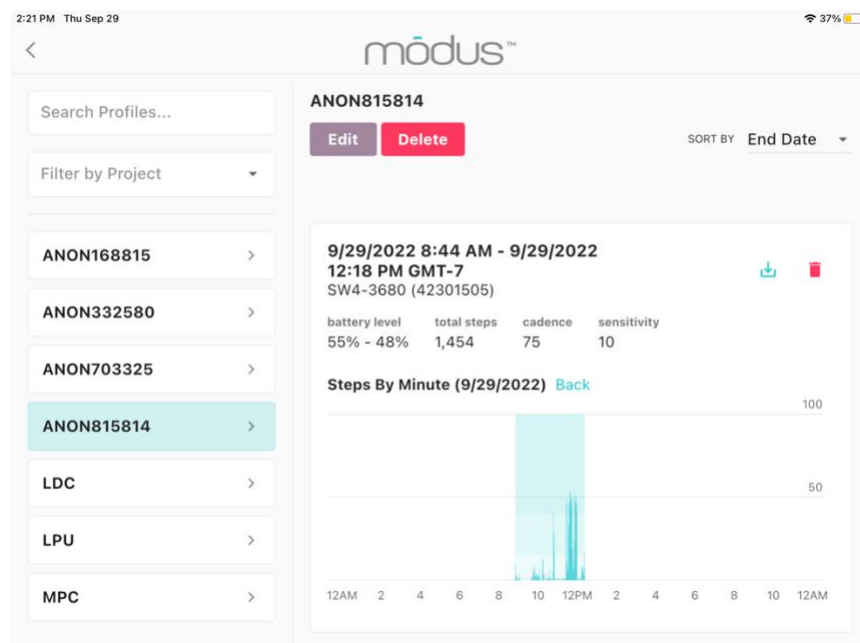 2:21 PM Thu Sep 29
37%
mōdus™
Search Profiles...
Filter by Project
ANON168815
ANON332580
ANON703325
ANON815814
LDC
LPU
MPC
ANON815814
Edit Delete
SORT BY End Date
9/29/2022 8:44 AM - 9/29/2022
12:18 PM GMT-7
SW4-3680 (42301505)
battery level total steps cadence sensitivity
55% - 48% 1,454 75 10
Steps By Minute (9/29/2022) Back
100
50
12AM 2 4 6 8 10 12PM 2 4 6 8 10 12AM